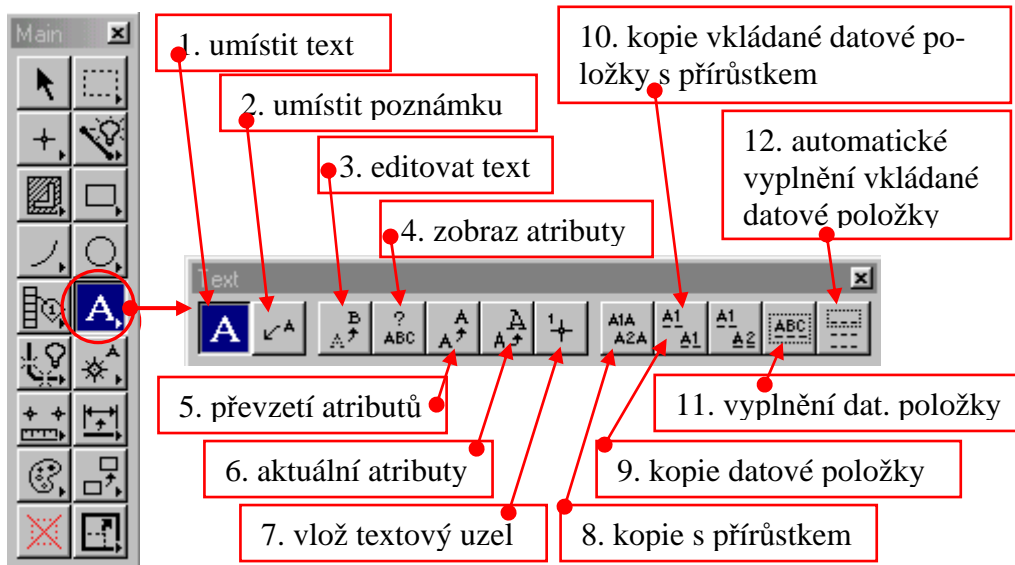 Main
1. umístit text
2. umístit poznámku
3. editovat text
4. zobraz atributy
10. kopie vkládané datové po-
ložky s přírůstkem
12. automatické
vyplnění vkládané
datové položky
Text
A
A
B
A
?
ABC
A
A
A
A
1
A1A
A2A
A1
A1
A1
A2
ABC
1
A
A
5. převzetí atributů
11. vyplnění dat. položky
6. aktuální atributy
9. kopie datové položky
7. vlož textový uzel
8. kopie s přírůstkem